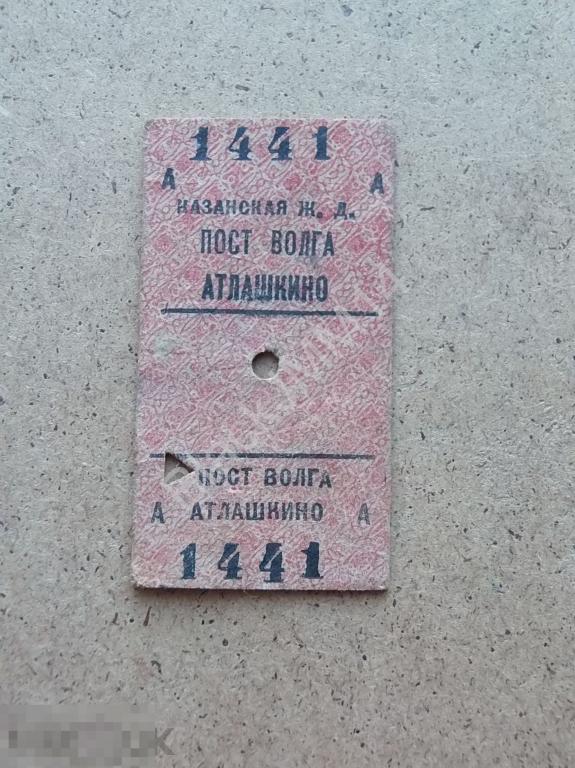 1441
А А
КАЗАНСКАЯ Ж. Д.
ПОСТ ВОЛГА
АТЛАШКИНО
ПОСТ ВОЛГА
А АТЛАШКИНО А
1441